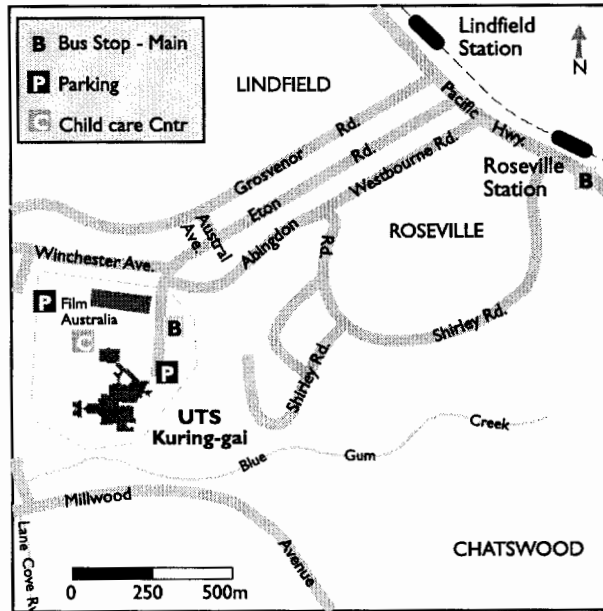 B Bus Stop - Main
P Parking
C Child care Cntr
Lindfield
Station
N
LINDFIELD
Pacific
Hwy.
Grosvenor Rd.
Eton Rd.
Westbourne Rd.
Roseville
Station
B
Austral
Ave.
Abingdon
Rd.
ROSEVILLE
Winchester Ave.
P
Film
Australia
C
B
P
Shirley Rd.
Shirley Rd.
UTS
Kuring-gai
Blue Gum Creek
Millwood
Avenue
Lane Cove
CHATSWOOD
0 250 500m